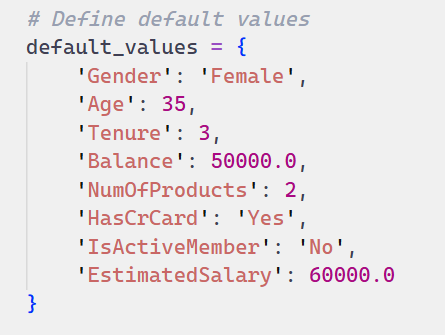 # Define default values
default_values = {
    'Gender': 'Female',
    'Age': 35,
    'Tenure': 3,
    'Balance': 50000.0,
    'NumOfProducts': 2,
    'HasCrCard': 'Yes',
    'IsActiveMember': 'No',
    'EstimatedSalary': 60000.0
}